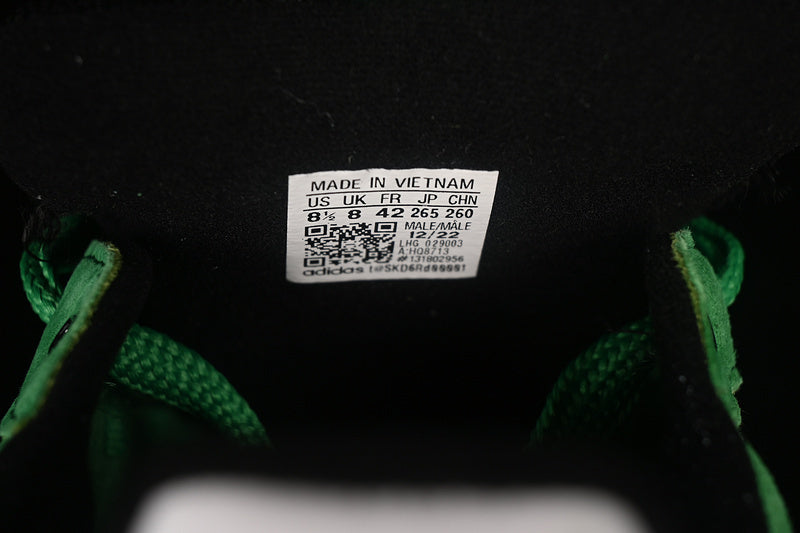 MADE IN VIETNAM
US UK FR JP CHN
8½ 8 42 265 260
MALE/MÂLE
12/22
LHG 029003
A:HQ8713
#131802956
adidas